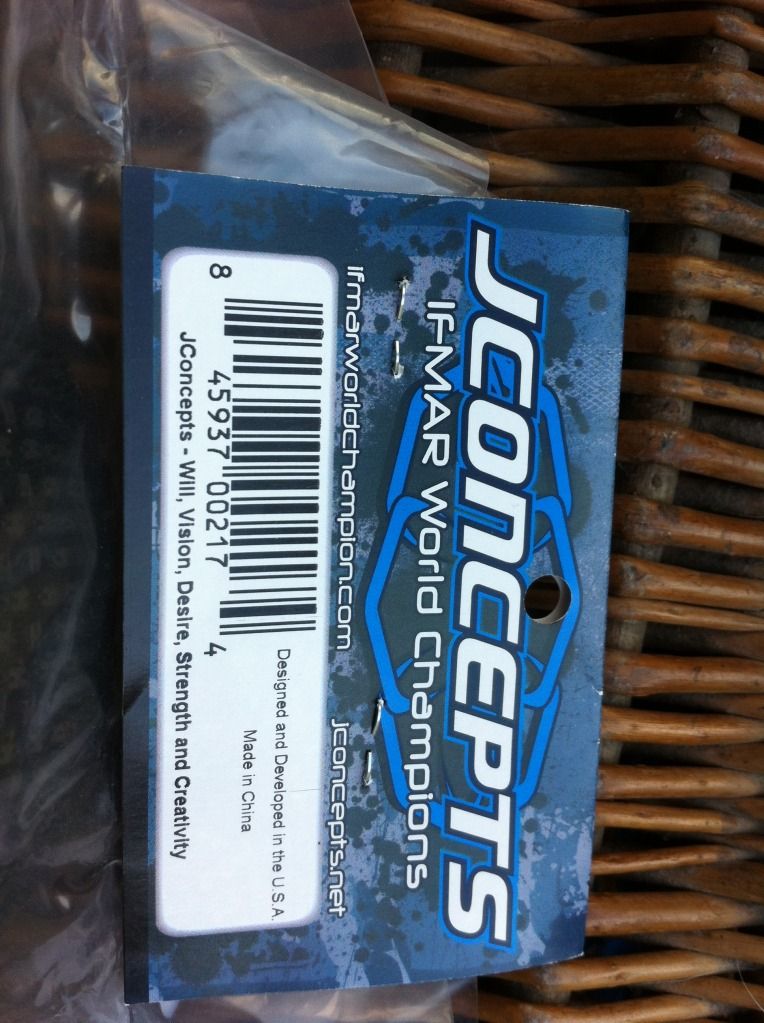 JCONCEPTS
IFMAR World Champions
ifmarworldchampion.com jconcepts.net
8 45937 00217 4
Designed and Developed in the U.S.A.
Made in China
JConcepts - Will, Vision, Desire, Strength and Creativity